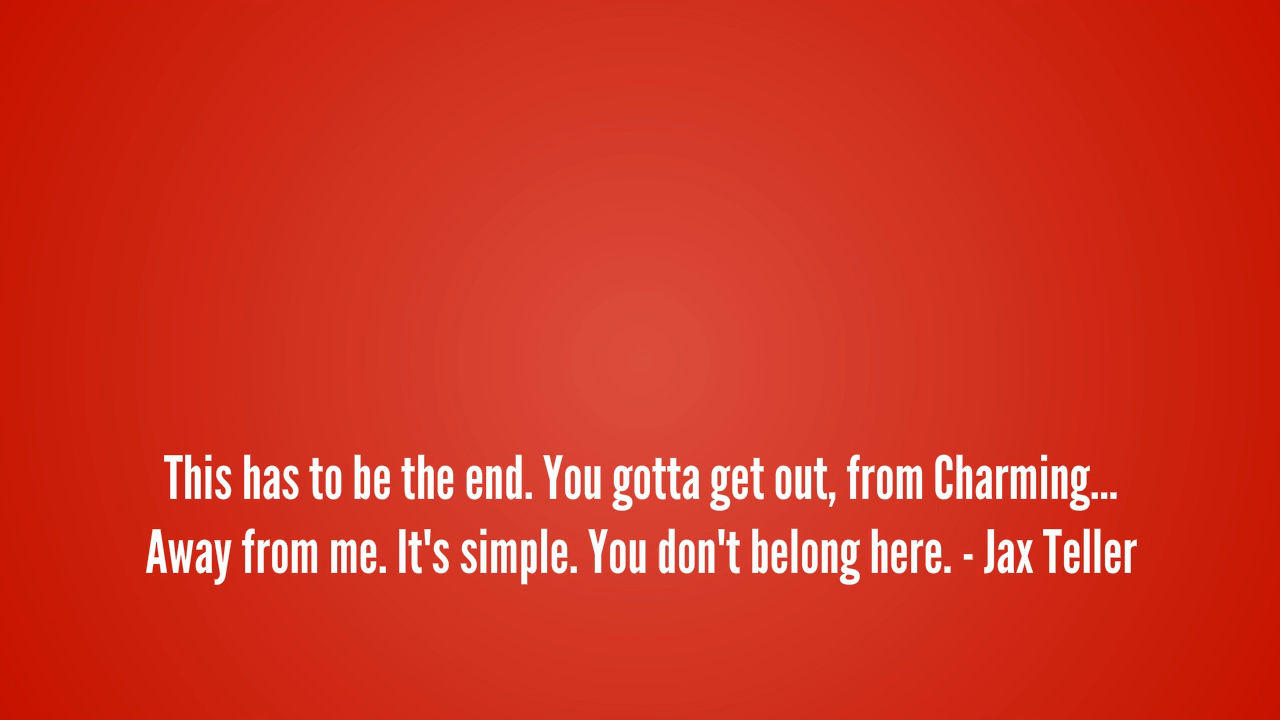 This has to be the end. You gotta get out, from Charming...
Away from me. It's simple. You don't belong here. - Jax Teller